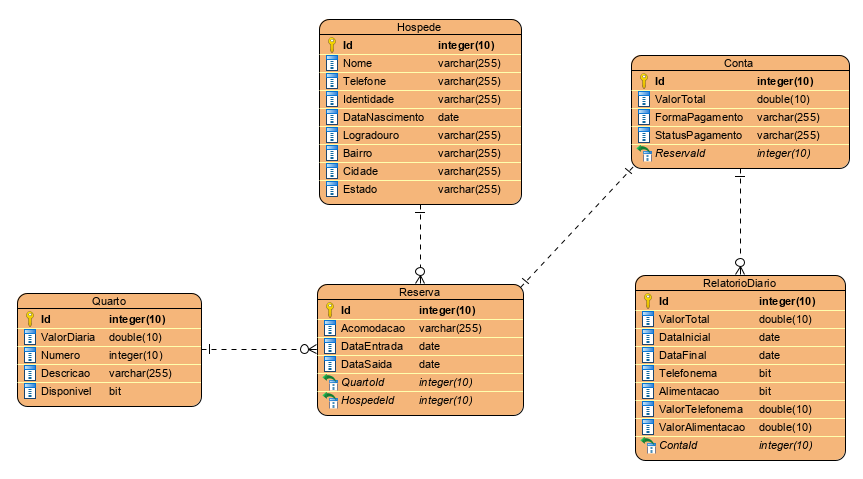 Hospede
Id integer(10)
Nome varchar(255)
Telefone varchar(255)
Identidade varchar(255)
DataNascimento date
Logradouro varchar(255)
Bairro varchar(255)
Cidade varchar(255)
Estado varchar(255)
Conta
Id integer(10)
ValorTotal double(10)
FormaPagamento varchar(255)
StatusPagamento varchar(255)
ReservaId integer(10)
Quarto
Id integer(10)
ValorDiaria double(10)
Numero integer(10)
Descricao varchar(255)
Disponivel bit
Reserva
Id integer(10)
Acomodacao varchar(255)
DataEntrada date
DataSaida date
QuartoId integer(10)
HospedeId integer(10)
RelatorioDiario
Id integer(10)
ValorTotal double(10)
DataInicial date
DataFinal date
Telefonema bit
Alimentacao bit
ValorTelefonema double(10)
ValorAlimentacao double(10)
ContaId integer(10)